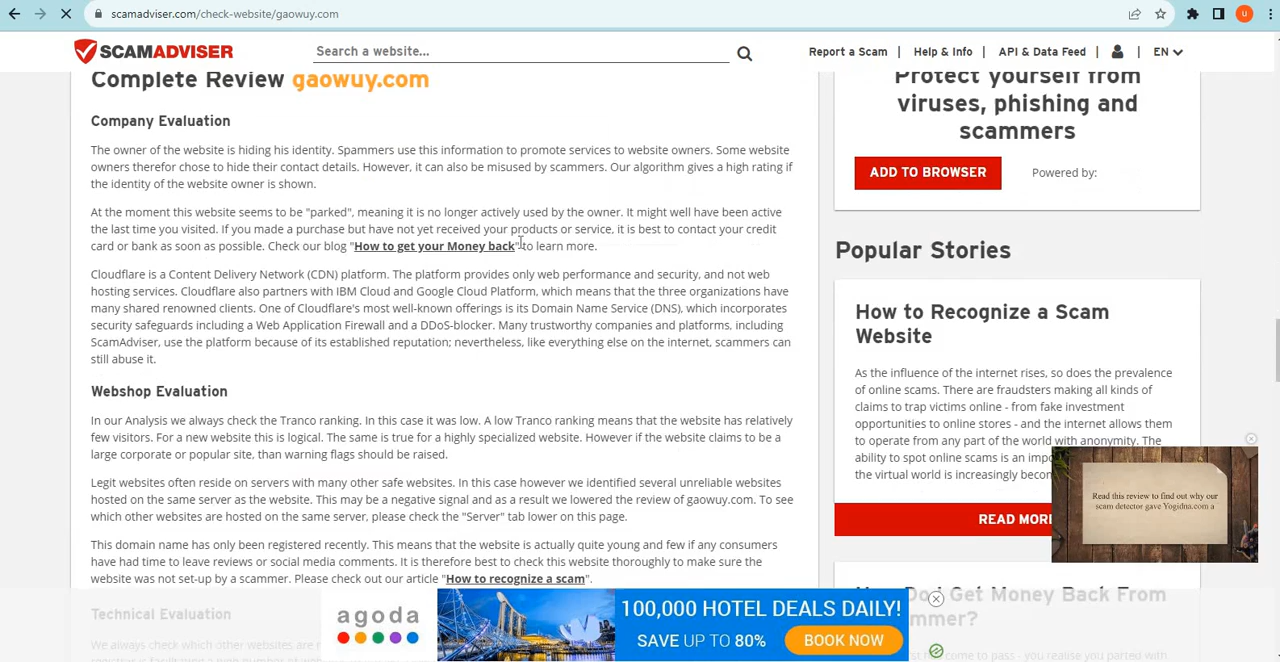 scamadviser.com/check-website/gaowuy.com
U
SCAMADVISER
Search a website...
Report a Scam | Help & Info | API & Data Feed | | EN
Complete Review gaowuy.com
Company Evaluation
The owner of the website is hiding his identity. Spammers use this information to promote services to website owners. Some website
owners therefor chose to hide their contact details. However, it can also be misused by scammers. Our algorithm gives a high rating if
the identity of the website owner is shown.
At the moment this website seems to be "parked", meaning it is no longer actively used by the owner. It might well have been active
the last time you visited. If you made a purchase but have not yet received your products or service, it is best to contact your credit
card or bank as soon as possible. Check our blog "How to get your Money back" to learn more.
Cloudflare is a Content Delivery Network (CDN) platform. The platform provides only web performance and security, and not web
hosting services. Cloudflare also partners with IBM Cloud and Google Cloud Platform, which means that the three organizations have
many shared renowned clients. One of Cloudflare's most well-known offerings is its Domain Name Service (DNS), which incorporates
security safeguards including a Web Application Firewall and a DDoS-blocker. Many trustworthy companies and platforms, including
ScamAdviser, use the platform because of its established reputation; nevertheless, like everything else on the internet, scammers can
still abuse it.
Webshop Evaluation
In our Analysis we always check the Tranco ranking. In this case it was low. A low Tranco ranking means that the website has relatively
few visitors. For a new website this is logical. The same is true for a highly specialized website. However if the website claims to be a
large corporate or popular site, than warning flags should be raised.
Legit websites often reside on servers with many other safe websites. In this case however we identified several unreliable websites
hosted on the same server as the website. This may be a negative signal and as a result we lowered the review of gaowuy.com. To see
which other websites are hosted on the same server, please check the "Server" tab lower on this page.
This domain name has only been registered recently. This means that the website is actually quite young and few if any consumers
have had time to leave reviews or social media comments. It is therefore best to check this website thoroughly to make sure the
website was not set-up by a scammer. Please check out our article "How to recognize a scam".
Technical Evaluation
We always check which other websites are
Protect yourself from
viruses, phishing and
scammers
ADD TO BROWSER
Powered by:
Popular Stories
How to Recognize a Scam
Website
As the influence of the internet rises, so does the prevalence
of online scams. There are fraudsters making all kinds of
claims to trap victims online - from fake investment
opportunities to online stores - and the internet allows them
to operate from any part of the world with anonymity. The
ability to spot online scams is an
the virtual world is increasingly
READ
Read this review to find out why our
scam detector gave Yogidna.com a
Get Money Back From
agoda
100,000 HOTEL DEALS DAILY!
SAVE UP TO 80%
BOOK NOW